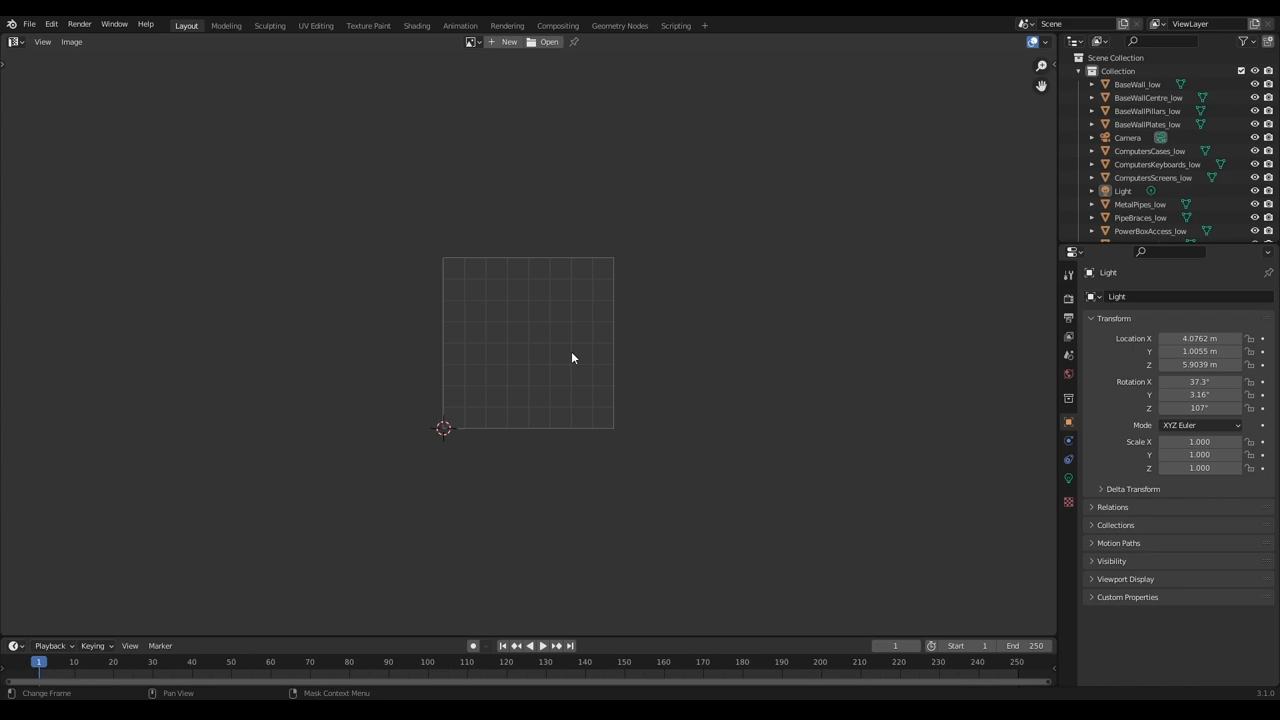 File Edit Render Window Help Layout Modeling Sculpting UV Editing Texture Paint Shading Animation Rendering Compositing Geometry Nodes Scripting + Scene ViewLayer
View Image + New Open
Scene Collection
Collection
BaseWall_low
BaseWallCentre_low
BaseWallPillars_low
BaseWallPlates_low
Camera
ComputersCases_low
ComputersKeyboards_low
ComputersScreens_low
Light
MetalPipes_low
PipeBraces_low
PowerBoxAccess_low
Light
Light
Transform
Location X 4.0762 m
Y 1.0055 m
Z 5.9039 m
Rotation X 37.3°
Y 3.16°
Z 107°
Mode XYZ Euler
Scale X 1.000
Y 1.000
Z 1.000
Delta Transform
Relations
Collections
Motion Paths
Visibility
Viewport Display
Custom Properties
Playback Keying View Marker 1 Start 1 End 250
1 10 20 30 40 50 60 70 80 90 100 110 120 130 140 150 160 170 180 190 200 210 220 230 240 250
Change Frame Pan View Mask Context Menu 3.1.0